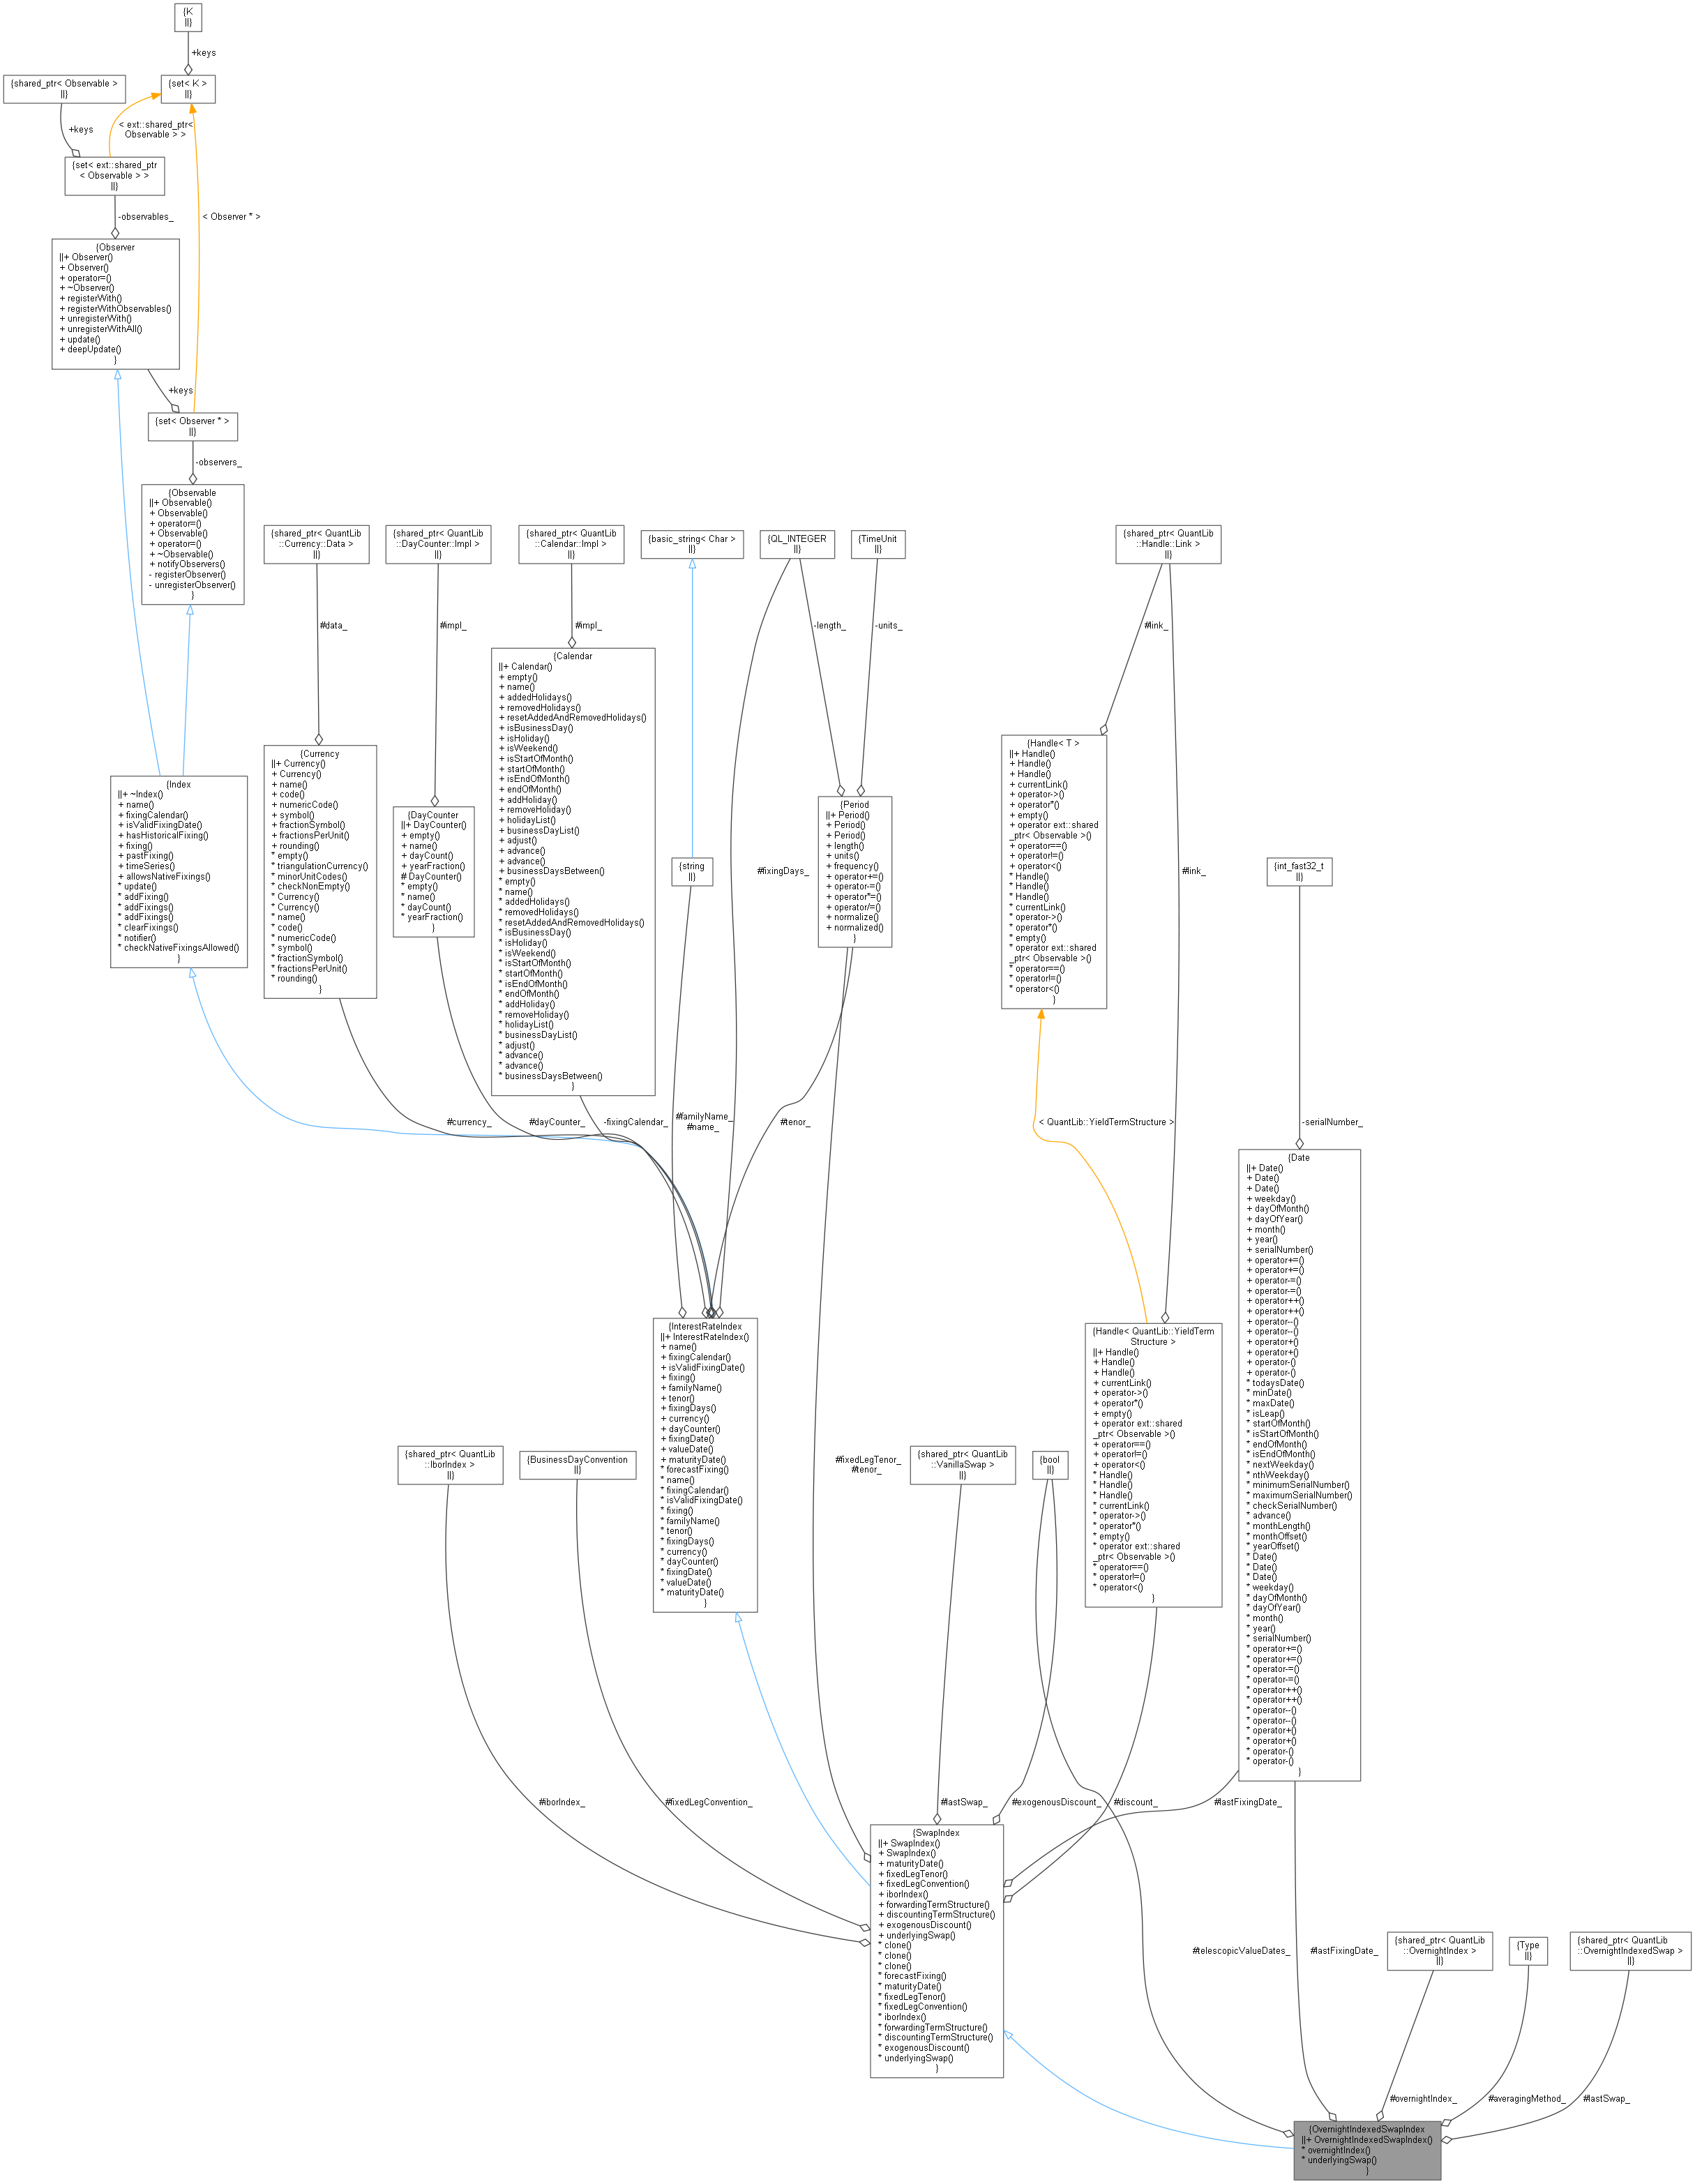 {K
||}
+keys
{shared_ptr< Observable >
||}
{set< K >
||}
+keys
< ext::shared_ptr<
Observable > >
{set< ext::shared_ptr
< Observable > >
||}
-observables_
< Observer * >
{Observer
||+ Observer()
+ Observer()
+ operator=()
+ ~Observer()
+ registerWith()
+ registerWithObservables()
+ unregisterWith()
+ unregisterWithAll()
+ update()
+ deepUpdate()
}
+keys
{set< Observer * >
||}
-observers_
{Observable
||+ Observable()
+ Observable()
+ operator=()
+ Observable()
+ operator=()
+ ~Observable()
+ notifyObservers()
- registerObserver()
- unregisterObserver()
}
{shared_ptr< QuantLib
::Currency::Data >
||}
{shared_ptr< QuantLib
::DayCounter::Impl >
||}
{shared_ptr< QuantLib
::Calendar::Impl >
||}
{basic_string< Char >
||}
{QL_INTEGER
||}
{TimeUnit
||}
{shared_ptr< QuantLib
::Handle::Link >
||}
#data_
#impl_
#impl_
-length_
-units_
#link_
{Index
||+ ~Index()
+ name()
+ fixingCalendar()
+ isValidFixingDate()
+ hasHistoricalFixing()
+ fixing()
+ pastFixing()
+ timeSeries()
+ allowsNativeFixings()
* update()
* addFixing()
* addFixings()
* addFixings()
* clearFixings()
* notifier()
* checkNativeFixingsAllowed()
}
{Currency
||+ Currency()
+ Currency()
+ name()
+ code()
+ numericCode()
+ symbol()
+ fractionSymbol()
+ fractionsPerUnit()
+ rounding()
* empty()
* triangulationCurrency()
* minorUnitCodes()
* checkNonEmpty()
* Currency()
* Currency()
* name()
* code()
* numericCode()
* symbol()
* fractionSymbol()
* fractionsPerUnit()
* rounding()
}
{DayCounter
||+ DayCounter()
+ empty()
+ name()
+ dayCount()
+ yearFraction()
# DayCounter()
* empty()
* name()
* dayCount()
* yearFraction()
}
{Calendar
||+ Calendar()
+ empty()
+ name()
+ addedHolidays()
+ removedHolidays()
+ resetAddedAndRemovedHolidays()
+ isBusinessDay()
+ isHoliday()
+ isWeekend()
+ isStartOfMonth()
+ startOfMonth()
+ isEndOfMonth()
+ endOfMonth()
+ addHoliday()
+ removeHoliday()
+ holidayList()
+ businessDayList()
+ adjust()
+ advance()
+ advance()
+ businessDaysBetween()
* empty()
* name()
* addedHolidays()
* removedHolidays()
* resetAddedAndRemovedHolidays()
* isBusinessDay()
* isHoliday()
* isWeekend()
* isStartOfMonth()
* startOfMonth()
* isEndOfMonth()
* endOfMonth()
* addHoliday()
* removeHoliday()
* holidayList()
* businessDayList()
* adjust()
* advance()
* advance()
* businessDaysBetween()
}
{string
||}
#fixingDays_
{Period
||+ Period()
+ Period()
+ Period()
+ length()
+ units()
+ frequency()
+ operator+=()
+ operator-=()
+ operator*=()
+ operator/=()
+ normalize()
+ normalized()
}
{Handle< T >
||+ Handle()
+ Handle()
+ Handle()
+ currentLink()
+ operator->()
+ operator*()
+ empty()
+ operator ext::shared
_ptr< Observable >()
+ operator==()
+ operator!=()
+ operator<()
* Handle()
* Handle()
* Handle()
* currentLink()
* operator->()
* operator*()
* empty()
* operator ext::shared
_ptr< Observable >()
* operator==()
* operator!=()
* operator<()
}
#link_
{int_fast32_t
||}
#currency_
#dayCounter_
-fixingCalendar_
#familyName_
#name_
#tenor_
< QuantLib::YieldTermStructure >
-serialNumber_
{Date
||+ Date()
+ Date()
+ Date()
+ weekday()
+ dayOfMonth()
+ dayOfYear()
+ month()
+ year()
+ serialNumber()
+ operator+=()
+ operator+=()
+ operator-=()
+ operator-=()
+ operator++()
+ operator++()
+ operator--()
+ operator--()
+ operator+()
+ operator+()
+ operator-()
+ operator-()
* todaysDate()
* minDate()
* maxDate()
* isLeap()
* startOfMonth()
* isStartOfMonth()
* endOfMonth()
* isEndOfMonth()
* nextWeekday()
* nthWeekday()
* minimumSerialNumber()
* maximumSerialNumber()
* checkSerialNumber()
* advance()
* monthLength()
* monthOffset()
* yearOffset()
* Date()
* Date()
* Date()
* weekday()
* dayOfMonth()
* dayOfYear()
* month()
* year()
* serialNumber()
* operator+=()
* operator+=()
* operator-=()
* operator-=()
* operator++()
* operator++()
* operator--()
* operator--()
* operator+()
* operator+()
* operator-()
* operator-()
}
{InterestRateIndex
||+ InterestRateIndex()
+ name()
+ fixingCalendar()
+ isValidFixingDate()
+ fixing()
+ familyName()
+ tenor()
+ fixingDays()
+ currency()
+ dayCounter()
+ fixingDate()
+ valueDate()
+ maturityDate()
* forecastFixing()
* name()
* fixingCalendar()
* isValidFixingDate()
* fixing()
* familyName()
* tenor()
* fixingDays()
* currency()
* dayCounter()
* fixingDate()
* valueDate()
* maturityDate()
}
{Handle< QuantLib::YieldTerm
Structure >
||+ Handle()
+ Handle()
+ Handle()
+ currentLink()
+ operator->()
+ operator*()
+ empty()
+ operator ext::shared
_ptr< Observable >()
+ operator==()
+ operator!=()
+ operator<()
* Handle()
* Handle()
* Handle()
* currentLink()
* operator->()
* operator*()
* empty()
* operator ext::shared
_ptr< Observable >()
* operator==()
* operator!=()
* operator<()
}
{shared_ptr< QuantLib
::IborIndex >
||}
{BusinessDayConvention
||}
#fixedLegTenor_
#tenor_
{shared_ptr< QuantLib
::VanillaSwap >
||}
{bool
||}
#iborIndex_
#fixedLegConvention_
#lastSwap_
#exogenousDiscount_
#discount_
#lastFixingDate_
{SwapIndex
||+ SwapIndex()
+ SwapIndex()
+ maturityDate()
+ fixedLegTenor()
+ fixedLegConvention()
+ iborIndex()
+ forwardingTermStructure()
+ discountingTermStructure()
+ exogenousDiscount()
+ underlyingSwap()
* clone()
* clone()
* clone()
* forecastFixing()
* maturityDate()
* fixedLegTenor()
* fixedLegConvention()
* iborIndex()
* forwardingTermStructure()
* discountingTermStructure()
* exogenousDiscount()
* underlyingSwap()
}
#telescopicValueDates_
#lastFixingDate_
{shared_ptr< QuantLib
::OvernightIndex >
||}
{Type
||}
{shared_ptr< QuantLib
::OvernightIndexedSwap >
||}
#overnightIndex_
#averagingMethod_
#lastSwap_
{OvernightIndexedSwapIndex
||+ OvernightIndexedSwapIndex()
* overnightIndex()
* underlyingSwap()
}